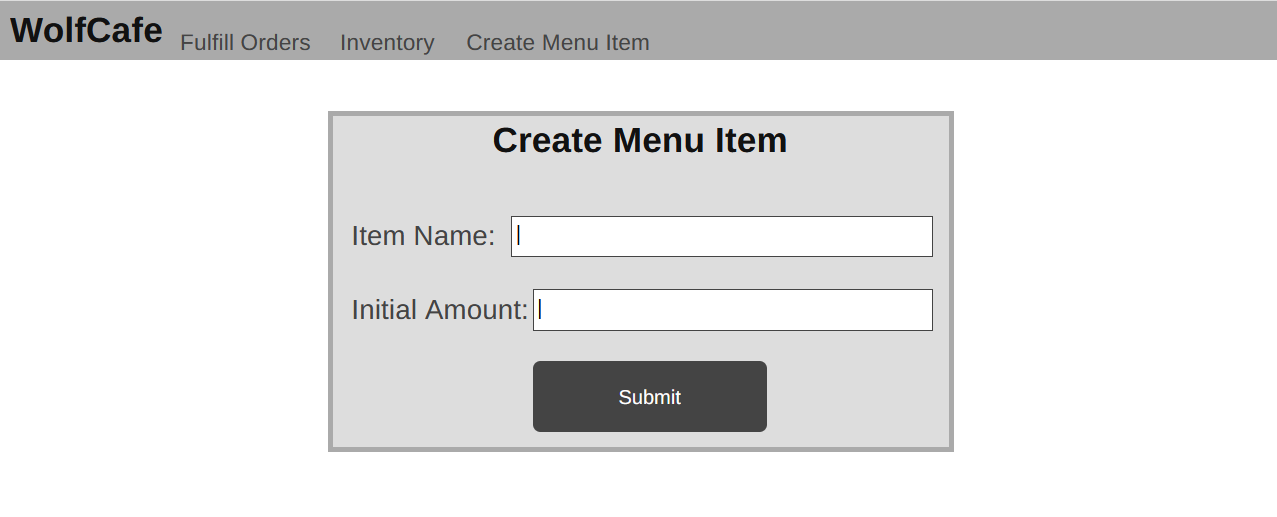 WolfCafe Fulfill Orders Inventory Create Menu Item
Create Menu Item
Item Name:
Initial Amount:
Submit